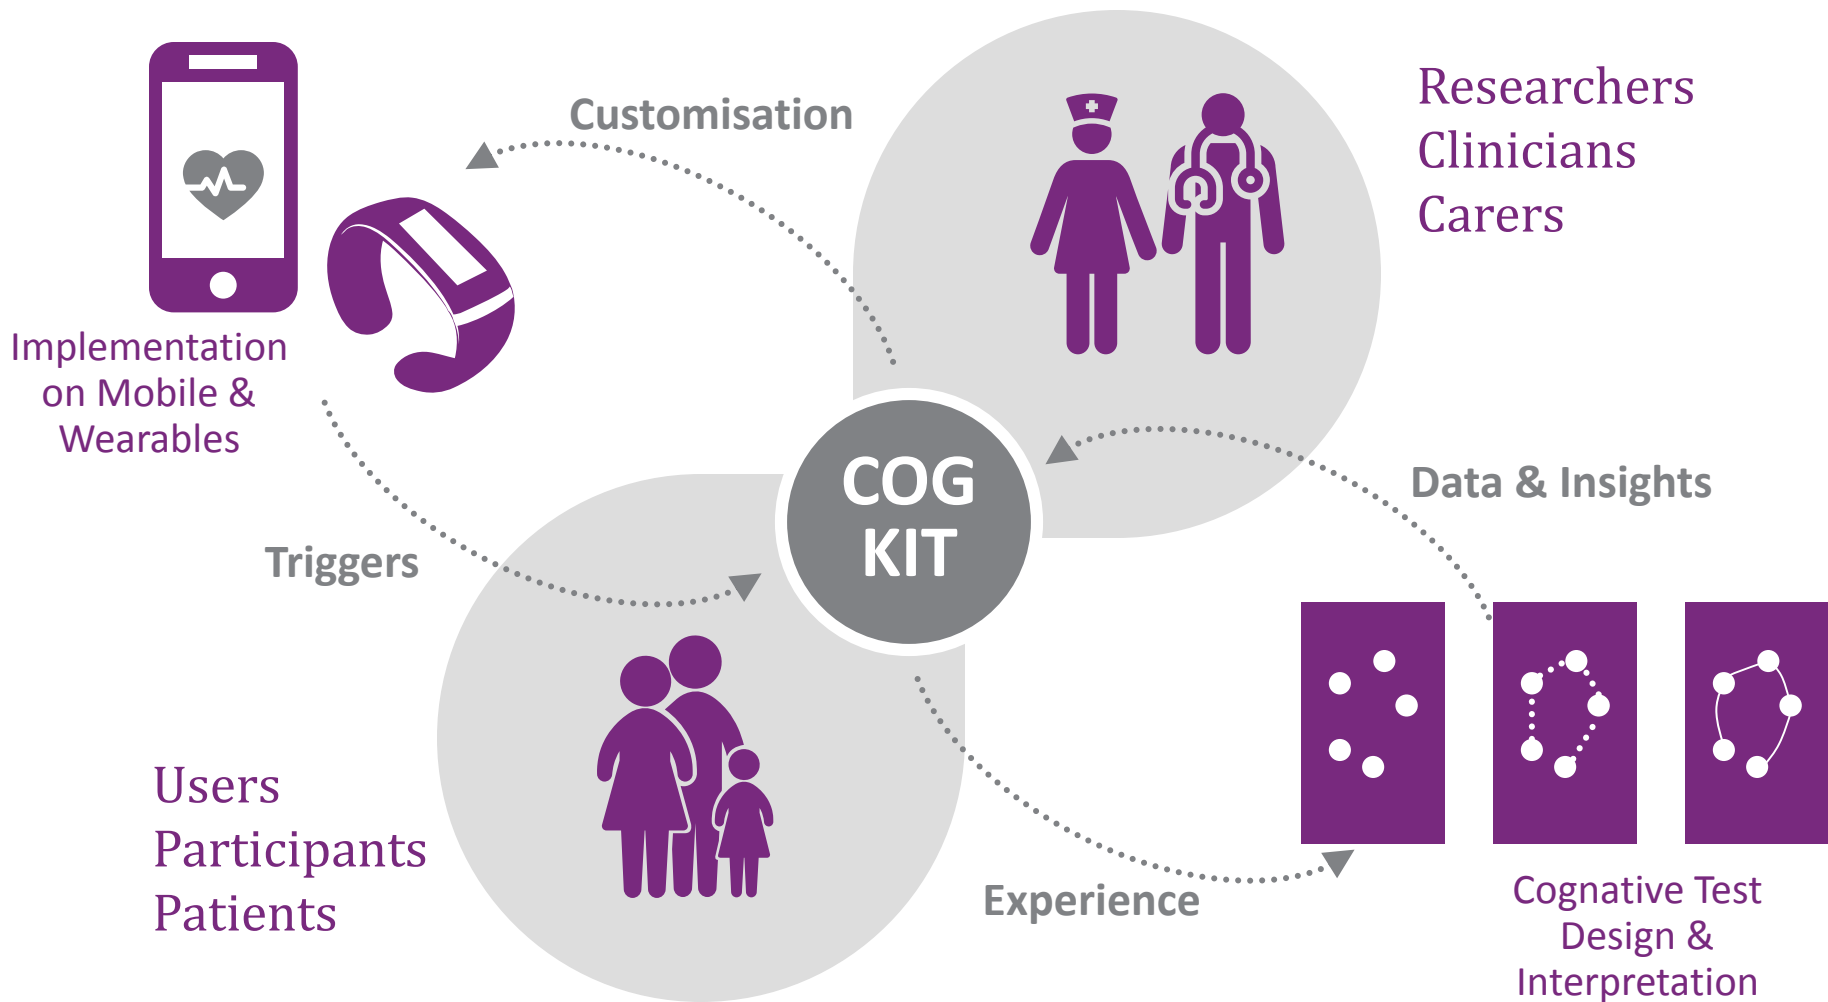 Customisation
Researchers
Clinicians
Carers
Implementation
on Mobile &
Wearables
COG
KIT
Data & Insights
Triggers
Users
Participants
Patients
Experience
Cognative Test
Design &
Interpretation